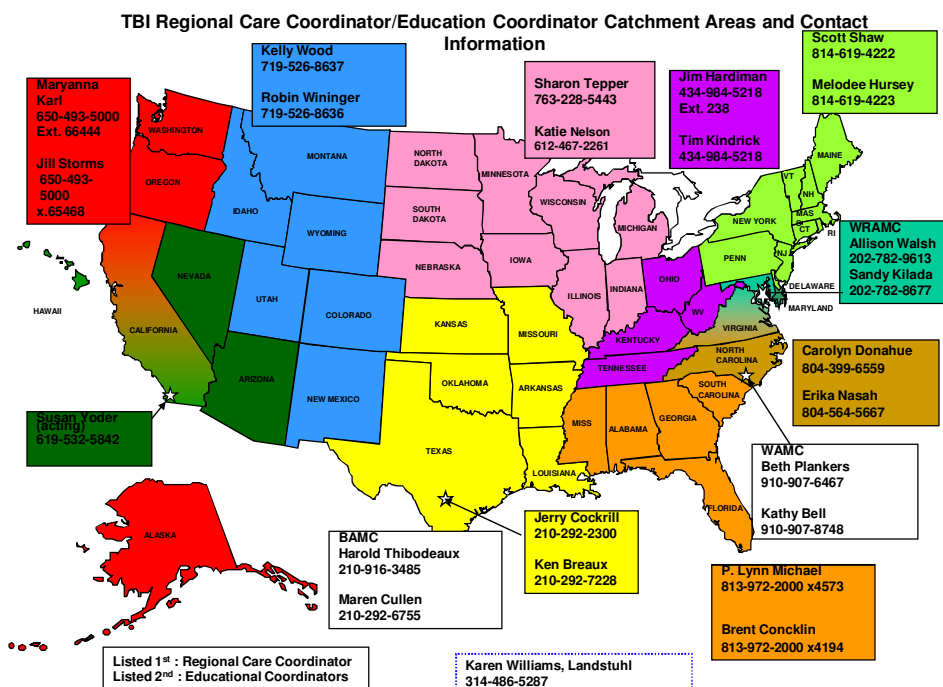 TBI Regional Care Coordinator/Education Coordinator Catchment Areas and Contact
Information
Kelly Wood
719-526-8637
Robin Wininger
719-526-8636
Sharon Tepper
763-228-5443
Katie Nelson
612-467-2261
Jim Hardiman
434-984-5218
Ext. 238
Tim Kindrick
434-984-5218
Scott Shaw
814-619-4222
Melodee Hursey
814-619-4223
Maryanna
Karl
650-493-5000
Ext. 66444
Jill Storms
650-493-
5000
x.65468
WASHINGTON
OREGON
MONTANA
IDAHO
WYOMING
NORTH
DAKOTA
SOUTH
DAKOTA
MINNESOTA
WISCONSIN
MICHIGAN
NEBRASKA
IOWA
ILLINOIS
INDIANA
OHIO
WV
KENTUCKY
TENNESSEE
VT
MAINE
NH
MAS
S
CT
RI
NEW YORK
PENN
NJ
DELAWARE
MARYLAND
WRAMC
Allison Walsh
202-782-9613
Sandy Kilada
202-782-8677
HAWAII
NEVADA
CALIFORNIA
UTAH
COLORADO
ARIZONA
NEW MEXICO
KANSAS
MISSOURI
OKLAHOMA
ARKANSAS
TEXAS
LOUISIANA
MISS
ALABAMA
GEORGIA
SOUTH
CAROLINA
NORTH
CAROLINA
VIRGINIA
FLORIDA
Carolyn Donahue
804-399-6559
Erika Nasah
804-564-5667
Susan Yoder
(acting)
619-532-5842
WAMC
Beth Plankers
910-907-6467
Kathy Bell
910-907-8748
ALASKA
BAMC
Harold Thibodeaux
210-916-3485
Maren Cullen
210-292-6755
Jerry Cockrill
210-292-2300
Ken Breaux
210-292-7228
P. Lynn Michael
813-972-2000 x4573
Brent Concklin
813-972-2000 x4194
Listed 1st : Regional Care Coordinator
Listed 2nd : Educational Coordinators
Karen Williams, Landstuhl
314-486-5287